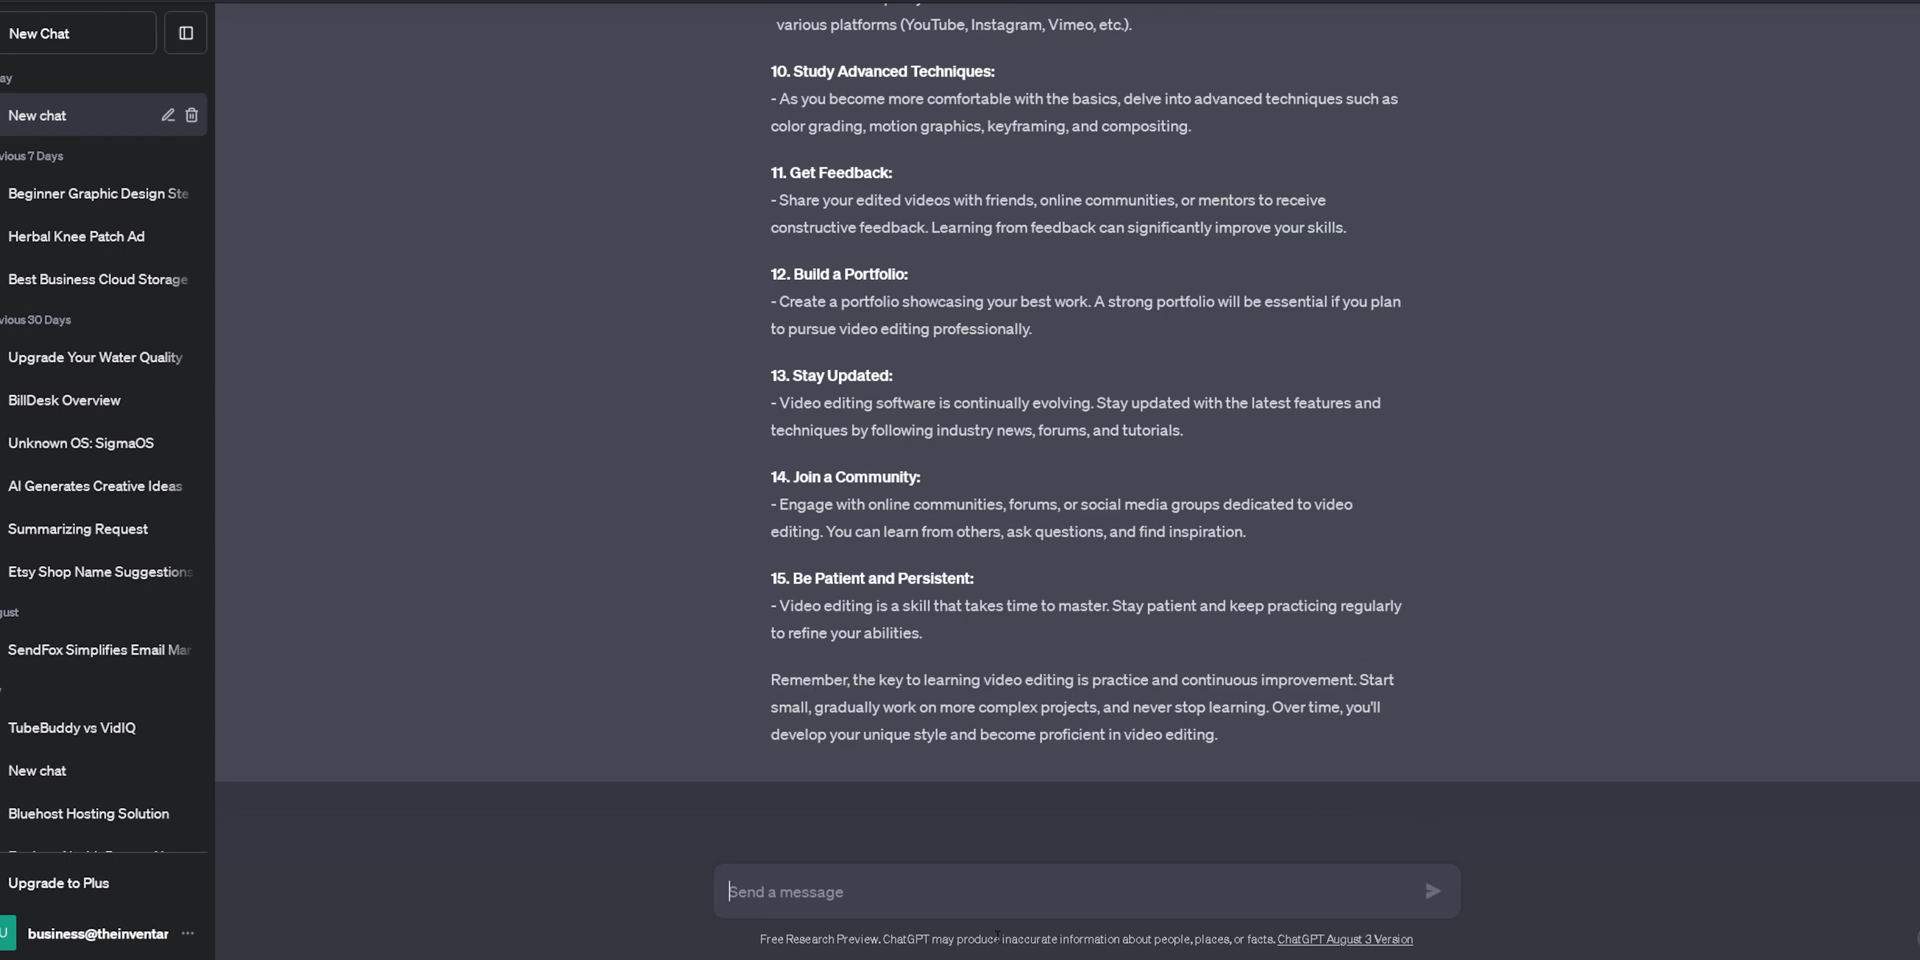 New Chat
ay
New chat
vious 7 Days
Beginner Graphic Design Ste
Herbal Knee Patch Ad
Best Business Cloud Storage
vious 30 Days
Upgrade Your Water Quality
BillDesk Overview
Unknown OS: SigmaOS
AI Generates Creative Ideas
Summarizing Request
Etsy Shop Name Suggestions
gust
SendFox Simplifies Email Mar
TubeBuddy vs VidIQ
New chat
Bluehost Hosting Solution
Upgrade to Plus
U
business@theinventar
various platforms (YouTube, Instagram, Vimeo, etc.).
10. Study Advanced Techniques:
- As you become more comfortable with the basics, delve into advanced techniques such as
color grading, motion graphics, keyframing, and compositing.
11. Get Feedback:
- Share your edited videos with friends, online communities, or mentors to receive
constructive feedback. Learning from feedback can significantly improve your skills.
12. Build a Portfolio:
- Create a portfolio showcasing your best work. A strong portfolio will be essential if you plan
to pursue video editing professionally.
13. Stay Updated:
- Video editing software is continually evolving. Stay updated with the latest features and
techniques by following industry news, forums, and tutorials.
14. Join a Community:
- Engage with online communities, forums, or social media groups dedicated to video
editing. You can learn from others, ask questions, and find inspiration.
15. Be Patient and Persistent:
- Video editing is a skill that takes time to master. Stay patient and keep practicing regularly
to refine your abilities.
Remember, the key to learning video editing is practice and continuous improvement. Start
small, gradually work on more complex projects, and never stop learning. Over time, you'll
develop your unique style and become proficient in video editing.
Send a message
Free Research Preview. ChatGPT may produce inaccurate information about people, places, or facts. ChatGPT August 3 Version